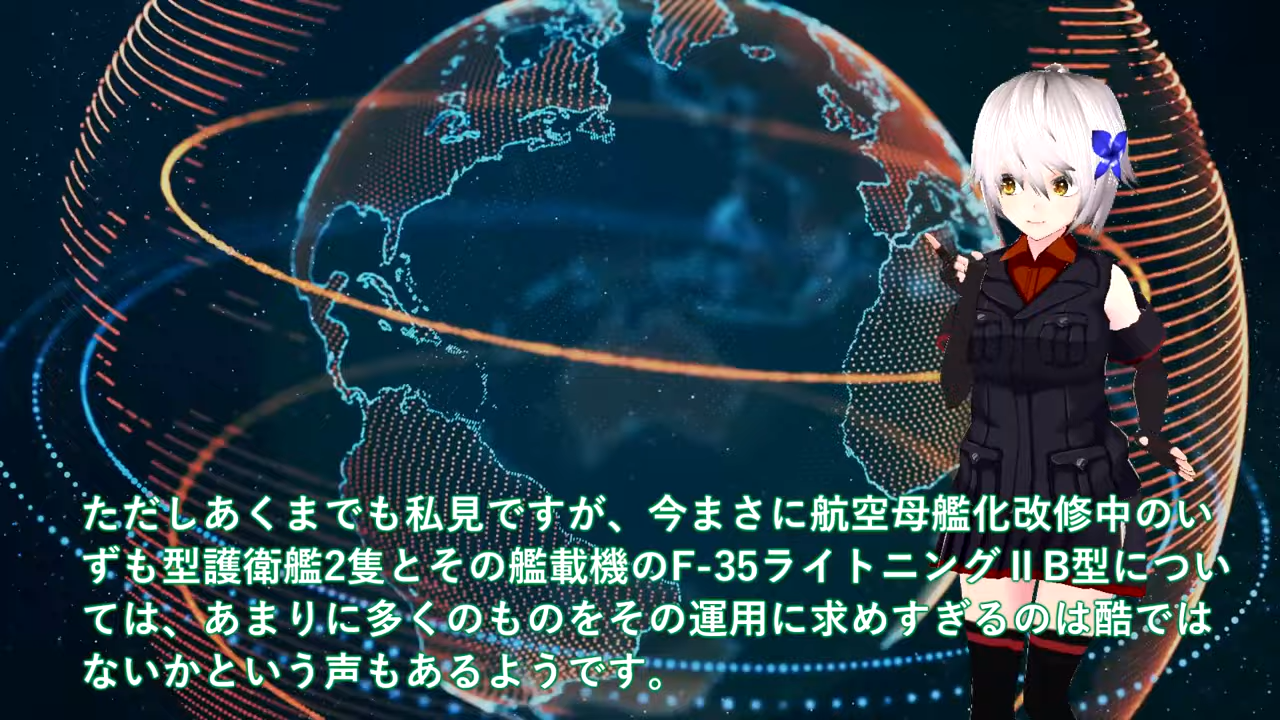 ただしあくまでも私見ですが、今まさに航空母艦化改修中のい
ずも型護衛艦2隻とその艦載機のF-35ライトニングⅡB型につい
ては、あまりに多くのものをその運用に求めすぎるのは酷では
ないかという声もあるようです。